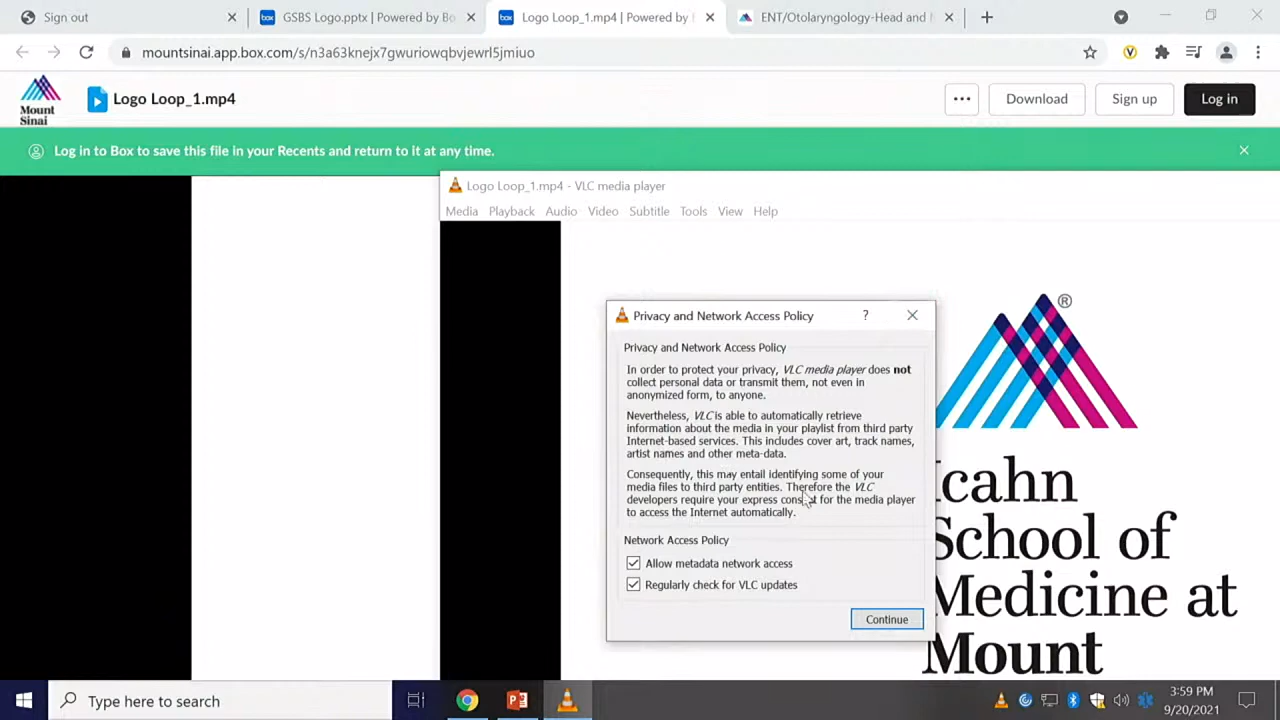 Sign out
GSBS Logo.pptx | Powered by Bo
Logo Loop_1.mp4 | Powered by
ENT/Otolaryngology-Head and
mountsinai.app.box.com/s/n3a63knejx7gwuriowqbvjewrl5jmiuo
Mount
Sinai
Logo Loop_1.mp4
Download
Sign up
Log in
Log in to Box to save this file in your Recents and return to it at any time.
Logo Loop_1.mp4 - VLC media player
Media Playback Audio Video Subtitle Tools View Help
Privacy and Network Access Policy
?
Privacy and Network Access Policy
In order to protect your privacy, VLC media player does not
collect personal data or transmit them, not even in
anonymized form, to anyone.
Nevertheless, VLC is able to automatically retrieve
information about the media in your playlist from third party
Internet-based services. This includes cover art, track names,
artist names and other meta-data.
Consequently, this may entail identifying some of your
media files to third party entities. Therefore the VLC
developers require your express consent for the media player
to access the Internet automatically.
Network Access Policy
Allow metadata network access
Regularly check for VLC updates
Continue
®
Icahn
School of
Medicine at
Mount
Type here to search
3:59 PM
9/20/2021